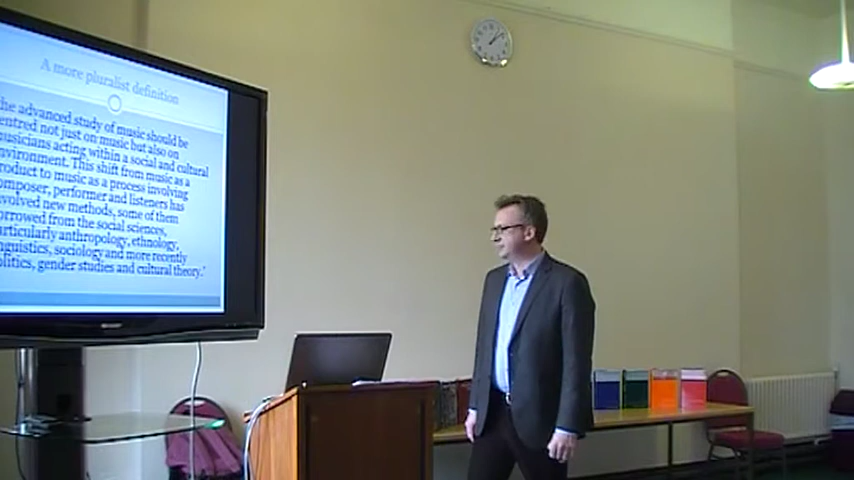 A more pluralist definition
he advanced study of music should be
entred not just on music but also on
musicians acting within a social and cultural
nvironment. This shift from music as a
roduct to music as a process involving
omposer, performer and listeners has
nvolved new methods, some of them
orrowed from the social sciences,
articularly anthropology, ethnology,
nguistics, sociology and more recently
olitics, gender studies and cultural theory.'